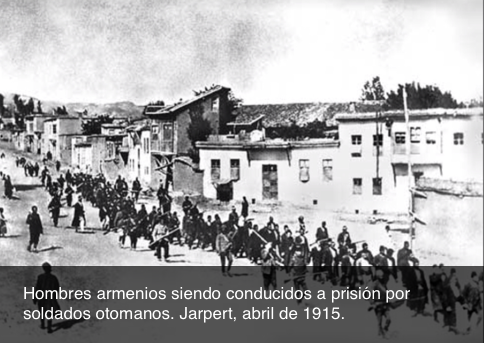 Hombres armenios siendo conducidos a prisión por
soldados otomanos. Jarpert, abril de 1915.